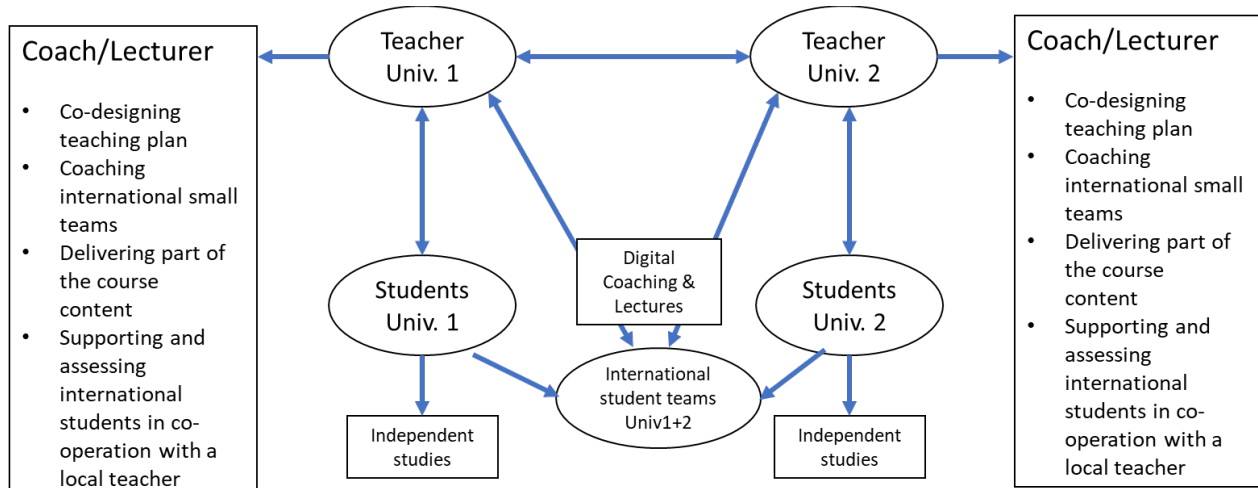 Coach/Lecturer
• Co-designing
teaching plan
• Coaching
international small
teams
• Delivering part of
the course
content
• Supporting and
assessing
international
students in co-
operation with a
local teacher
Teacher
Univ. 1
Teacher
Univ. 2
Digital
Coaching &
Lectures
Students
Univ. 1
Students
Univ. 2
International
student teams
Univ1+2
Independent
studies
Independent
studies
Coach/Lecturer
• Co-designing
teaching plan
• Coaching
international small
teams
• Delivering part of
the course
content
• Supporting and
assessing
international
students in co-
operation with a
local teacher